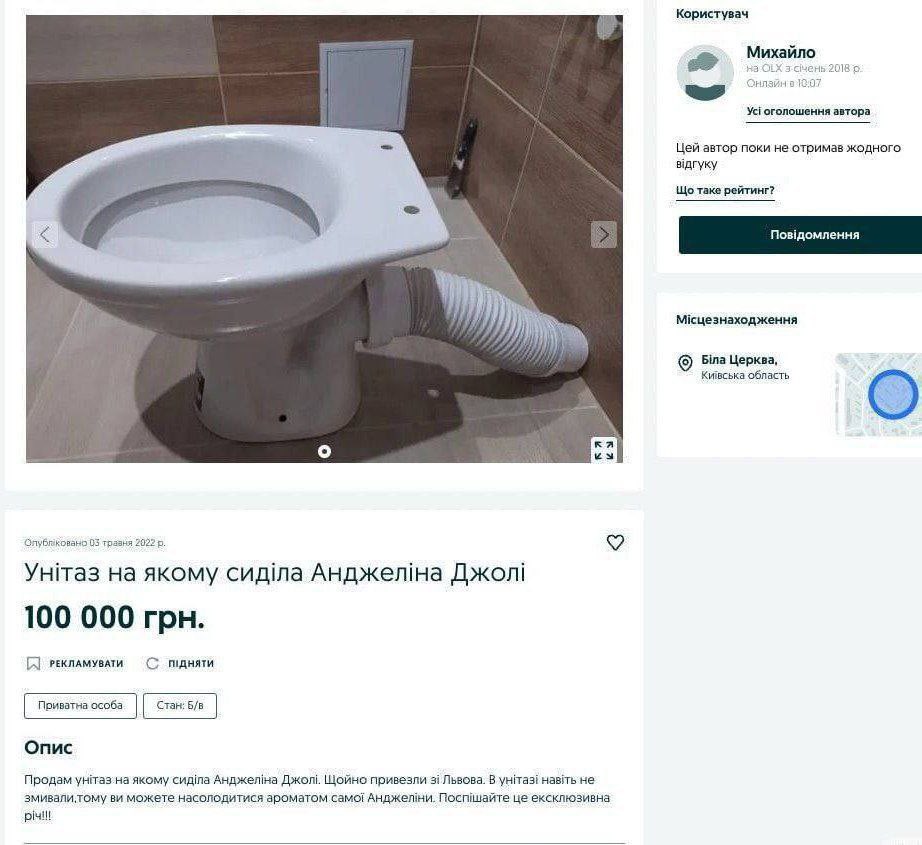 Користувач
Михайло
на OLX з січень 2018 р.
Онлайн в 10:07
Усі оголошення автора
Цей автор поки не отримав жодного
відгуку
Що таке рейтинг?
Повідомлення
Місцезнаходження
Біла Церква,
Київська область
Опубліковано 03 травня 2022 р.
Унітаз на якому сиділа Анджеліна Джолі
100 000 грн.
РЕКЛАМУВАТИ ПІДНЯТИ
Приватна особа Стан: Б/в
Опис
Продам унітаз на якому сиділа Анджеліна Джолі. Щойно привезли зі Львова. В унітазі навіть не
змивали,тому ви можете насолодитися ароматом самої Анджеліни. Поспішайте це ексклюзивна
річ!!!